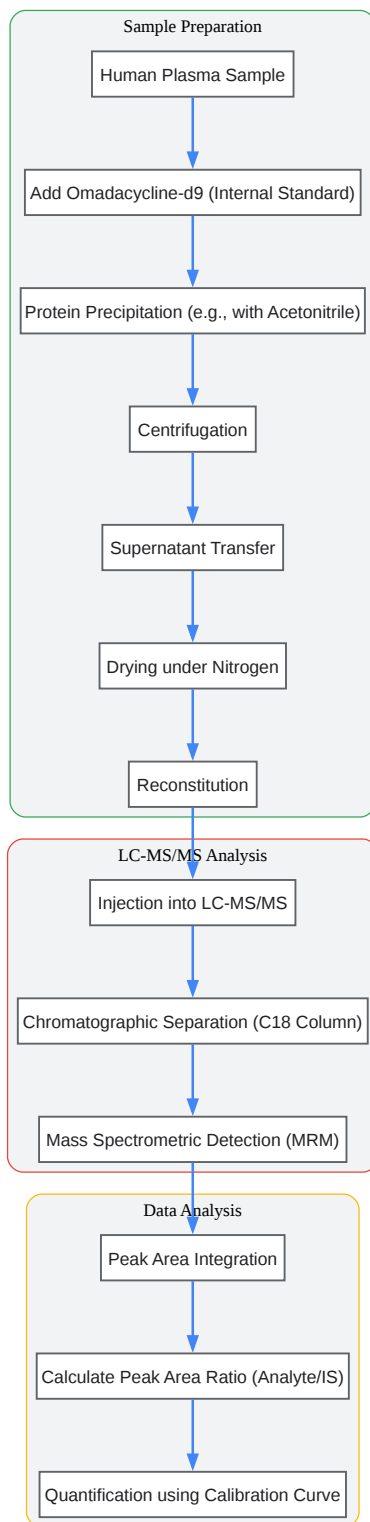 Sample Preparation
Human Plasma Sample
Add Omadacycline-d9 (Internal Standard)
Protein Precipitation (e.g., with Acetonitrile)
Centrifugation
Supernatant Transfer
Drying under Nitrogen
Reconstitution
LC-MS/MS Analysis
Injection into LC-MS/MS
Chromatographic Separation (C18 Column)
Mass Spectrometric Detection (MRM)
Data Analysis
Peak Area Integration
Calculate Peak Area Ratio (Analyte/IS)
Quantification using Calibration Curve